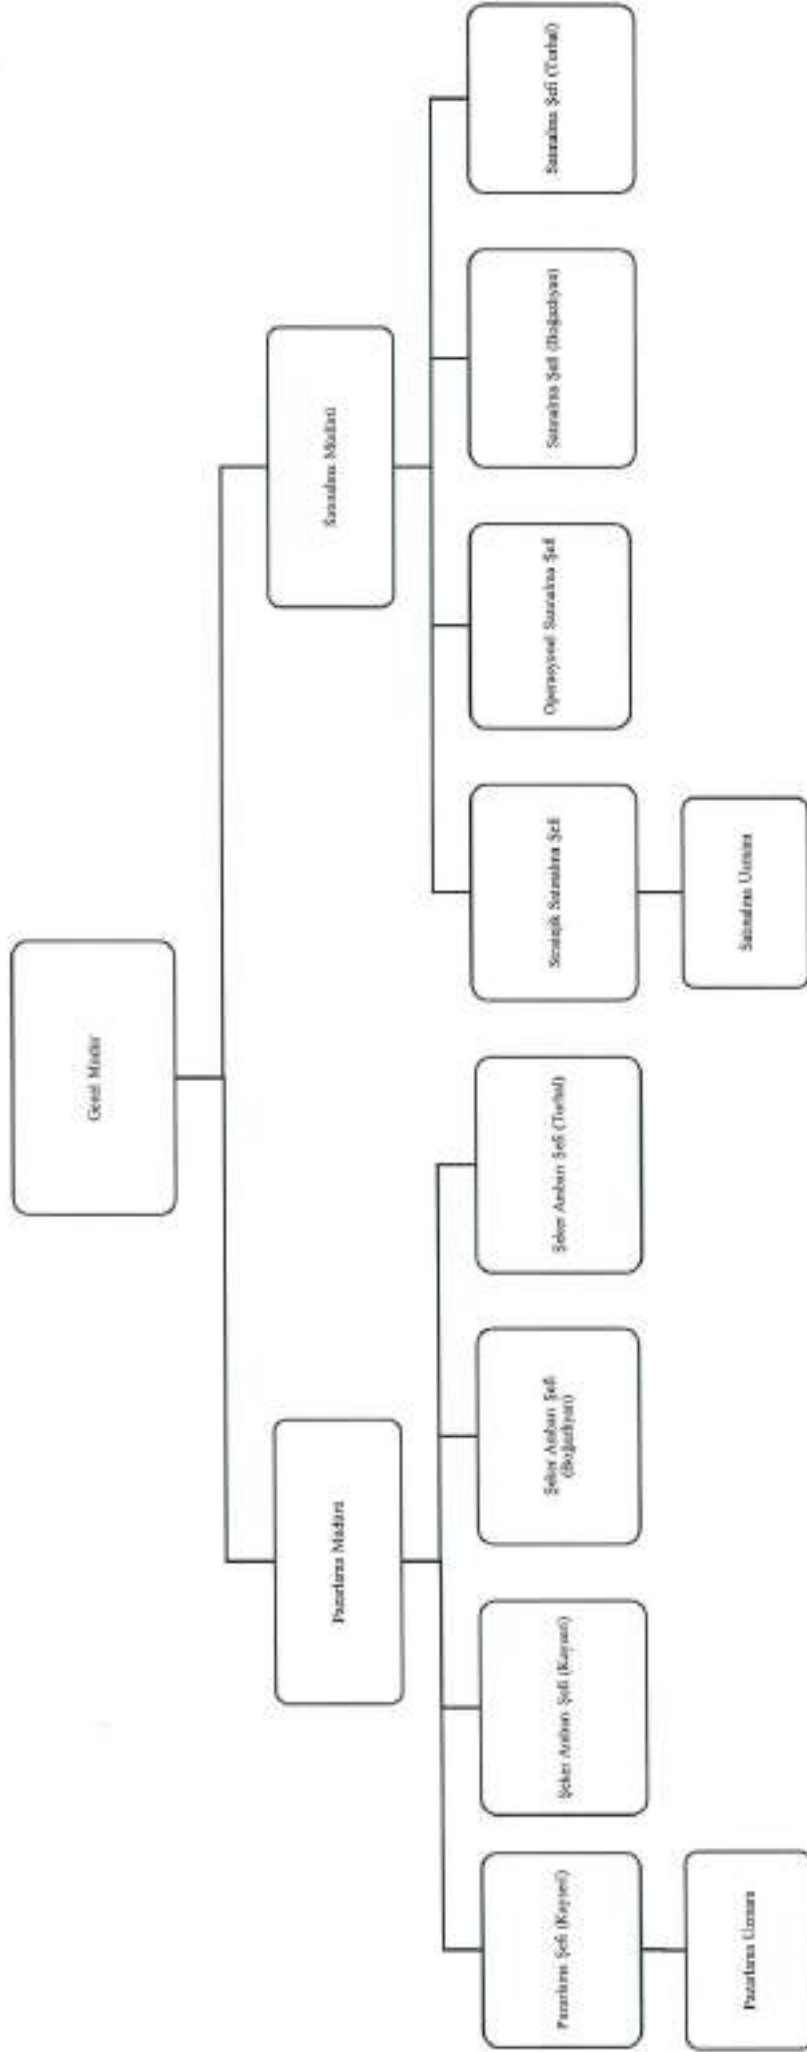 Genel Müdür
Pazarlama Müdürü
Satınalma Müdürü
Pazarlama Şefi (Kayseri)
Şeker Ambarı Şefi (Kayseri)
Şeker Ambarı Şefi
(Boğazlıyan)
Şeker Ambarı Şefi (Turhal)
Stratejik Satınalma Şefi
Operasyonel Satınalma Şefi
Satınalma Şefi (Boğazlıyan)
Satınalma Şefi (Turhal)
Pazarlama Uzmanı
Satınalma Uzmanı